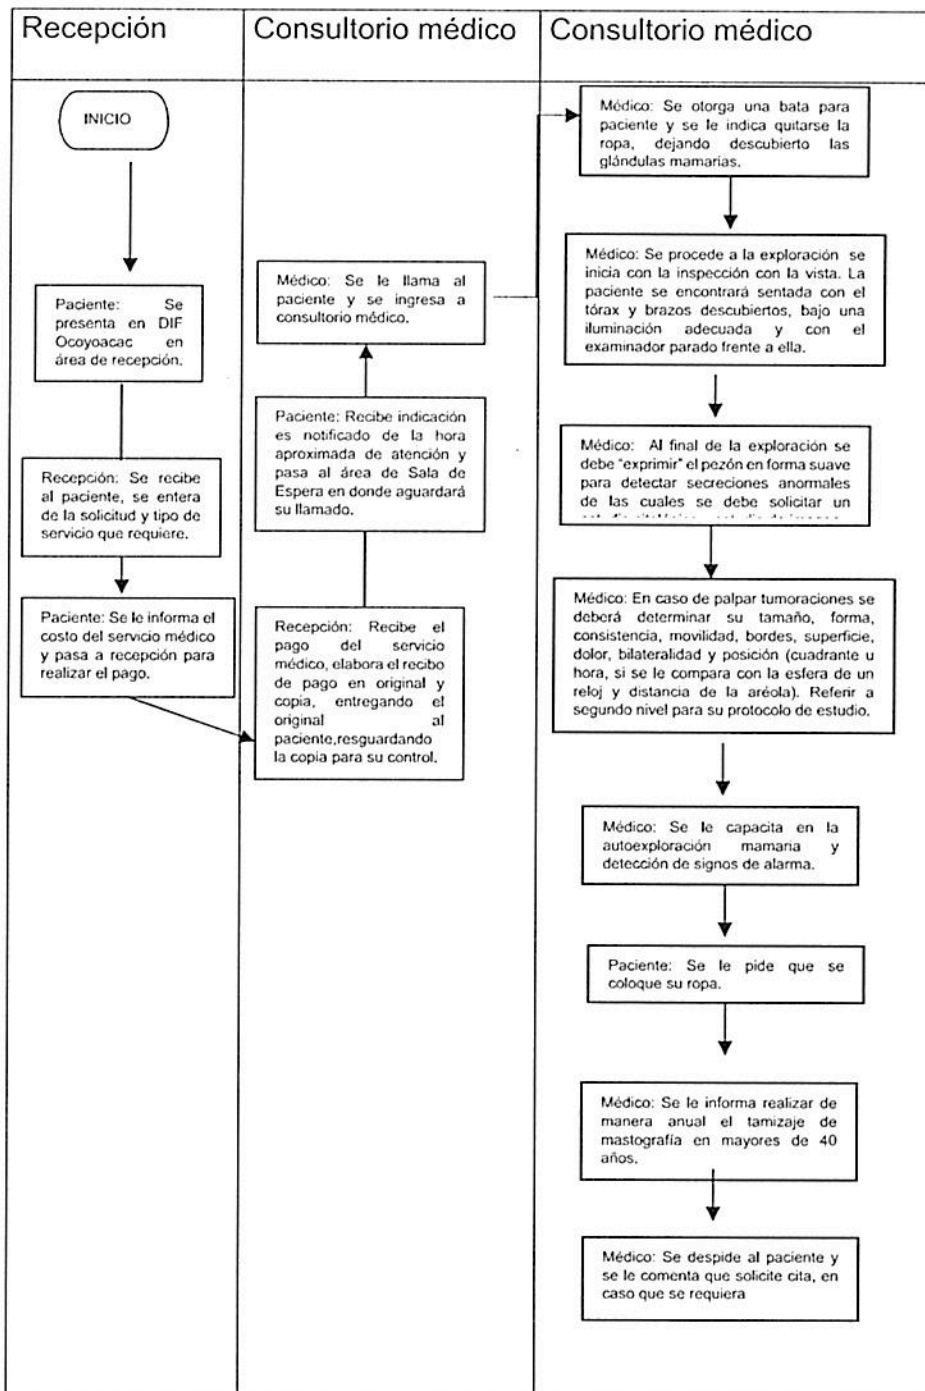 Recepción
Consultorio médico
Consultorio médico
INICIO
Paciente: Se
presenta en DIF
Ocoyoacac en
área de recepción.
Recepción: Se recibe
al paciente, se entera
de la solicitud y tipo de
servicio que requiere.
Paciente: Se le informa el
costo del servicio médico
y pasa a recepción para
realizar el pago.
Médico: Se le llama al
paciente y se ingresa a
consultorio médico.
Paciente: Recibe indicación
es notificado de la hora
aproximada de atención y
pasa al área de Sala de
Espera en donde aguardará
su llamado.
Recepción: Recibe el
pago del servicio
médico, elabora el recibo
de pago en original y
copia, entregando el
original al
paciente,resguardando
la copia para su control.
Médico: Se otorga una bata para
paciente y se le indica quitarse la
ropa, dejando descubierto las
glándulas mamarias.
Médico: Se procede a la exploración se
inicia con la inspección con la vista. La
paciente se encontrará sentada con el
tórax y brazos descubiertos, bajo una
iluminación adecuada y con el
examinador parado frente a ella.
Médico: Al final de la exploración se
debe "exprimir" el pezón en forma suave
para detectar secreciones anormales
de las cuales se debe solicitar un
Médico: En caso de palpar tumoraciones se
deberá determinar su tamaño, forma,
consistencia, movilidad, bordes, superficie,
dolor, bilateralidad y posición (cuadrante u
hora, si se le compara con la esfera de un
reloj y distancia de la aréola). Referir a
segundo nivel para su protocolo de estudio.
Médico: Se le capacita en la
autoexploración mamaria y
detección de signos de alarma.
Paciente: Se le pide que se
coloque su ropa.
Médico: Se le informa realizar de
manera anual el tamizaje de
mastografía en mayores de 40
años.
Médico: Se despide al paciente y
se le comenta que solicite cita, en
caso que se requiera